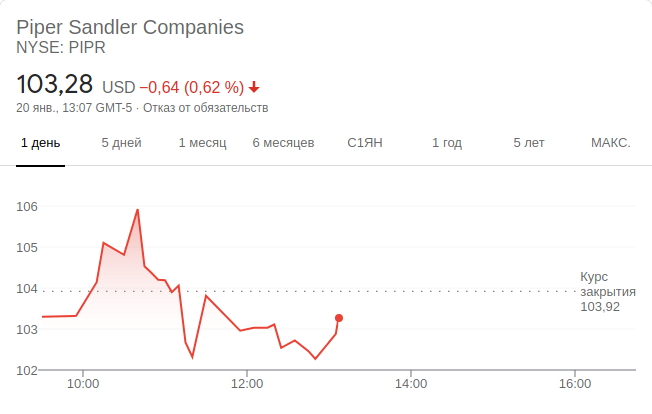 Piper Sandler Companies
NYSE: PIPR
103,28 USD −0,64 (0,62 %)
20 янв., 13:07 GMT-5 · Отказ от обязательств
1 день 5 дней 1 месяц 6 месяцев С1ЯН 1 год 5 лет МАКС.
106
105
104
103
102
Курс
закрытия
103,92
10:00 12:00 14:00 16:00